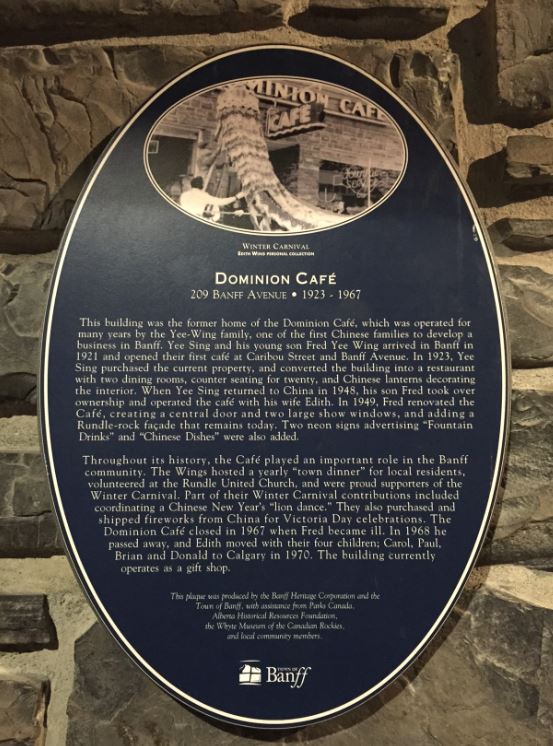 MINION CAFE
CAFÉ
WINTER CARNIVAL
EDITH WING PERSONAL COLLECTION
DOMINION CAFÉ
209 BANFF AVENUE • 1923 - 1967
This building was the former home of the Dominion Café, which was operated for
many years by the Yee-Wing family, one of the first Chinese families to develop a
business in Banff. Yee Sing and his young son Fred Yee Wing arrived in Banff in
1921 and opened their first café at Caribou Street and Banff Avenue. In 1923, Yee
Sing purchased the current property, and converted the building into a restaurant
with two dining rooms, counter seating for twenty, and Chinese lanterns decorating
the interior. When Yee Sing returned to China in 1948, his son Fred took over
ownership and operated the café with his wife Edith. In 1949, Fred renovated the
Café, creating a central door and two large show windows, and adding a
Rundle-rock façade that remains today. Two neon signs advertising "Fountain
Drinks" and "Chinese Dishes" were also added.
Throughout its history, the Café played an important role in the Banff
community. The Wings hosted a yearly "town dinner" for local residents,
volunteered at the Rundle United Church, and were proud supporters of the
Winter Carnival. Part of their Winter Carnival contributions included
coordinating a Chinese New Year's "lion dance." They also purchased and
shipped fireworks from China for Victoria Day celebrations. The
Dominion Café closed in 1967 when Fred became ill. In 1968 he
passed away, and Edith moved with their four children; Carol, Paul,
Brian and Donald to Calgary in 1970. The building currently
operates as a gift shop.
This plaque was produced by the Banff Heritage Corporation and the
Town of Banff, with assistance from Parks Canada,
Alberta Historical Resources Foundation,
the Whyte Museum of the Canadian Rockies,
and local community members.
TOWN OF
Banff